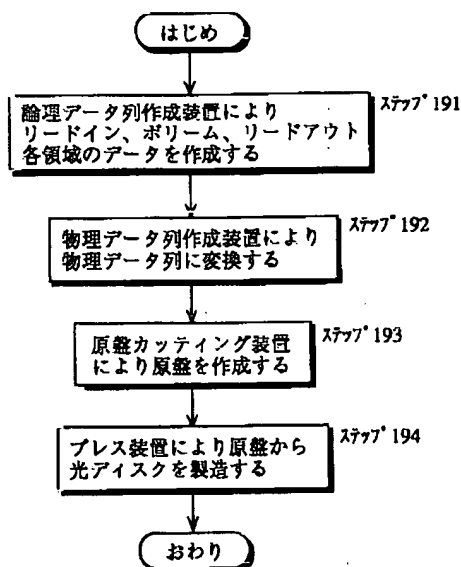 はじめ
論理データ列作成装置により
リードイン、ボリーム、リードアウト
各領域のデータを作成する
ステップ191
物理データ列作成装置により
物理データ列に変換する
ステップ192
原盤カッティング装置
により原盤を作成する
ステップ193
プレス装置により原盤から
光ディスクを製造する
ステップ194
おわり